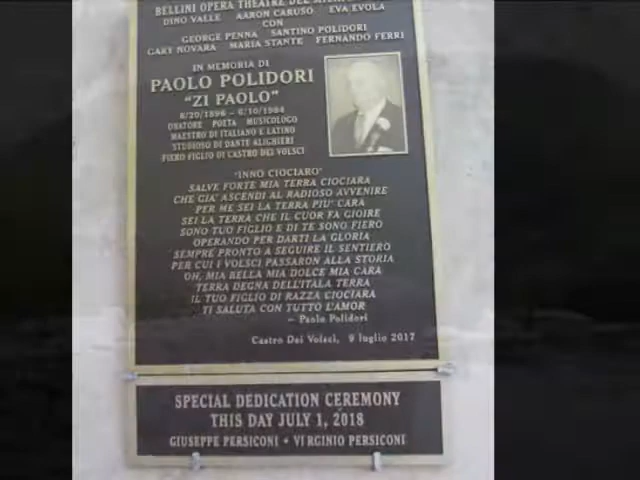 BELLINI OPERA THEATRE DEL
DINO VALLE AARON CARUSO EVA EVOLA
CON
GEORGE PENNA SANTINO POLIDORI
GARY NOVARA MARIA STANTE FERNANDO FERRI
IN MEMORIA DI
PAOLO POLIDORI
"ZI PAOLO"
6/20/1896 - 6/10/1984
ORATORE POETA MUSICOLOGO
MAESTRO DI ITALIANO E LATINO
STUDIOSO DI DANTE ALIGHIERI
FIERO FIGLIO DI CASTRO DEI VOLSCI
"INNO CIOCIARO"
SALVE FORTE MIA TERRA CIOCIARA
CHE GIA' ASCENDI AL RADIOSO AVVENIRE
PER ME SEI LA TERRA PIU' CARA
SEI LA TERRA CHE IL CUOR FA GIOIRE
SONO TUO FIGLIO E DI TE SONO FIERO
OPERANDO PER DARTI LA GLORIA
SEMPRE PRONTO A SEGUIRE IL SENTIERO
PER CUI I VOLSCI PASSARON ALLA STORIA
OH, MIA BELLA MIA DOLCE MIA CARA
TERRA DEGNA DELL'ITALA TERRA
IL TUO FIGLIO DI RAZZA CIOCIARA
TI SALUTA CON TUTTO L'AMOR
- Paolo Polidori
Castro Dei Volsci, 9 luglio 2017
SPECIAL DEDICATION CEREMONY
THIS DAY JULY 1, 2018
GIUSEPPE PERSICONI • VIRGINIO PERSICONI